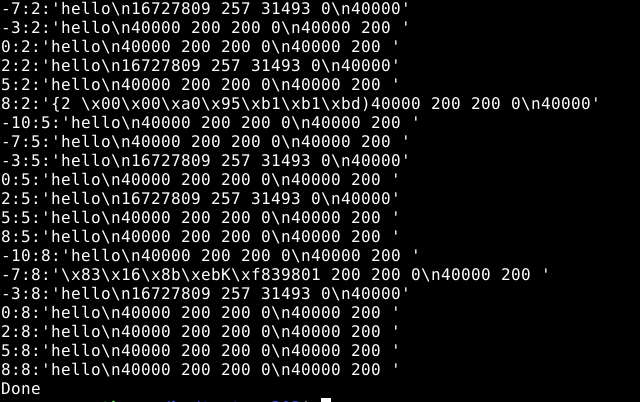 -7:2:'hello\n16727809 257 31493 0\n40000'
-3:2:'hello\n40000 200 200 0\n40000 200 '
0:2:'hello\n40000 200 200 0\n40000 200 '
2:2:'hello\n16727809 257 31493 0\n40000'
5:2:'hello\n40000 200 200 0\n40000 200 '
8:2:'{2 \x00\x00\xa0\x95\xb1\xb1\xbd)40000 200 200 0\n40000'
-10:5:'hello\n40000 200 200 0\n40000 200 '
-7:5:'hello\n40000 200 200 0\n40000 200 '
-3:5:'hello\n16727809 257 31493 0\n40000'
0:5:'hello\n40000 200 200 0\n40000 200 '
2:5:'hello\n16727809 257 31493 0\n40000'
5:5:'hello\n40000 200 200 0\n40000 200 '
8:5:'hello\n40000 200 200 0\n40000 200 '
-10:8:'hello\n40000 200 200 0\n40000 200 '
-7:8:'\x83\x16\x8b\xebK\xf839801 200 200 0\n40000 200 '
-3:8:'hello\n16727809 257 31493 0\n40000'
0:8:'hello\n40000 200 200 0\n40000 200 '
2:8:'hello\n40000 200 200 0\n40000 200 '
5:8:'hello\n40000 200 200 0\n40000 200 '
8:8:'hello\n40000 200 200 0\n40000 200 '
Done